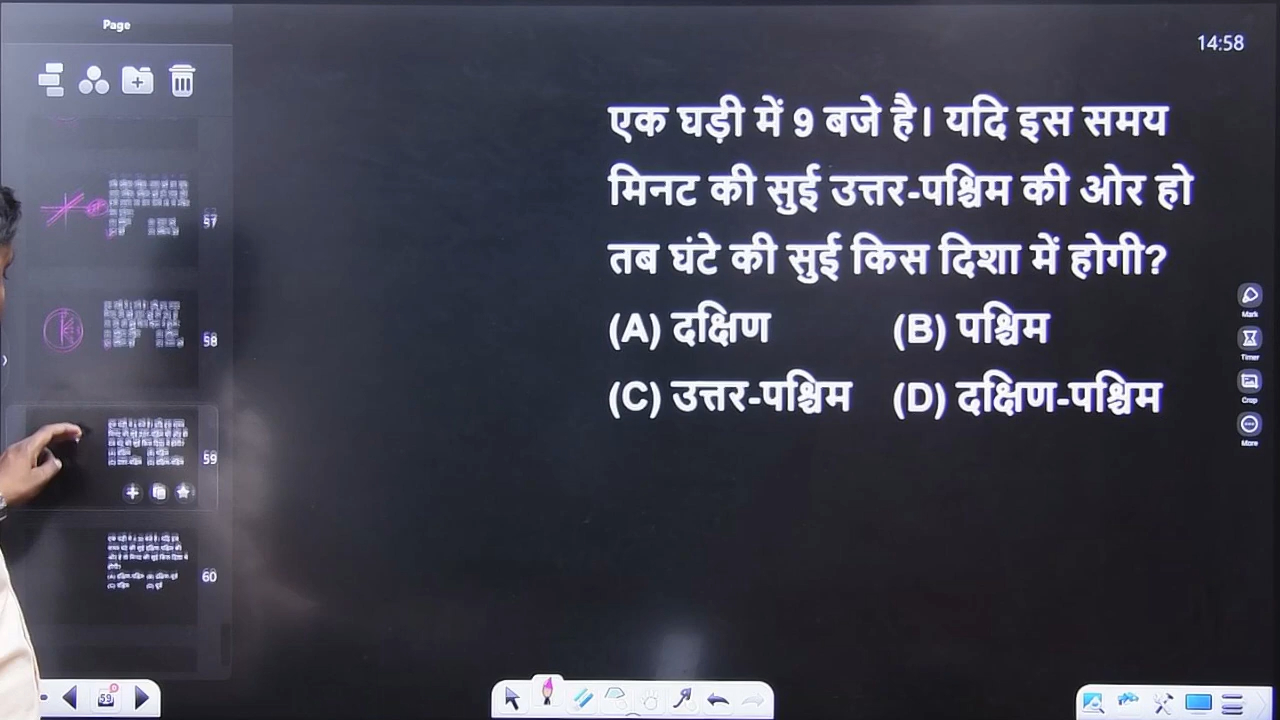 Page
14:58
एक घड़ी में 9 बजे है। यदि इस समय
मिनट की सुई उत्तर-पश्चिम की ओर हो
तब घंटे की सुई किस दिशा में होगी?
(A) दक्षिण (B) पश्चिम
(C) उत्तर-पश्चिम (D) दक्षिण-पश्चिम
57
58
59
60
Mark
Timer
Crop
More
59